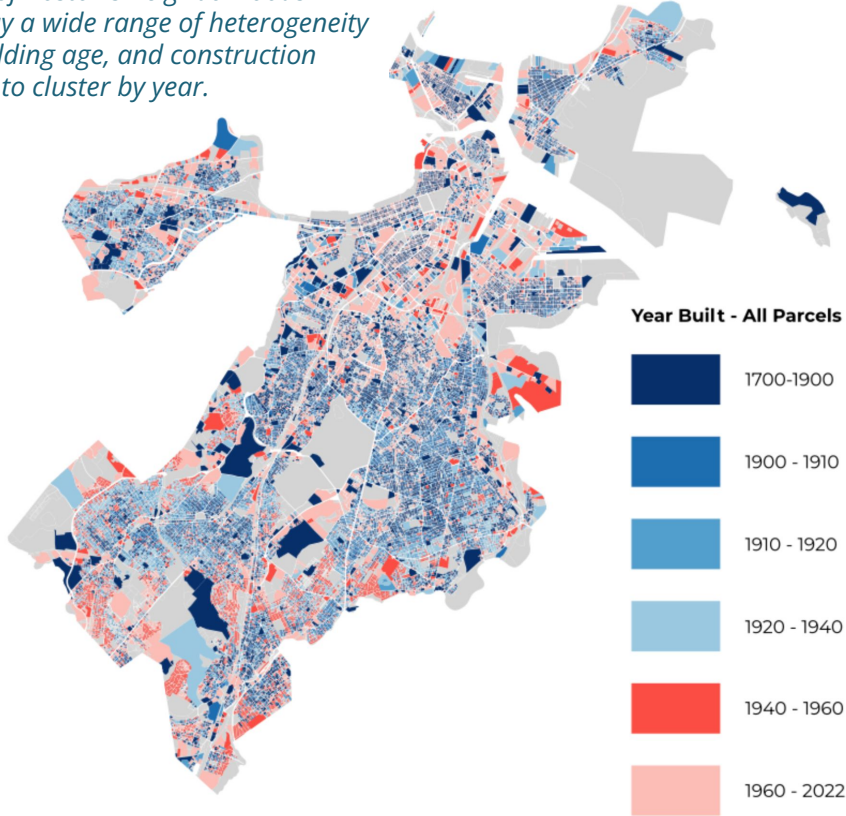 y a wide range of heterogeneity
lding age, and construction
to cluster by year.
Year Built - All Parcels
1700-1900
1900 - 1910
1910 - 1920
1920 - 1940
1940 - 1960
1960 - 2022